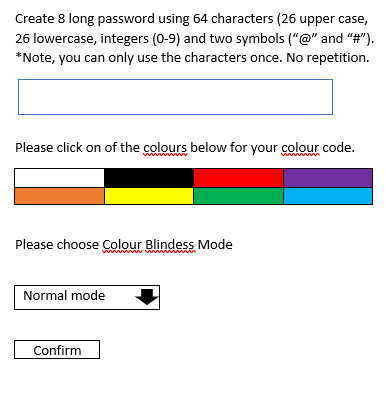 Create 8 long password using 64 characters (26 upper case,
26 lowercase, integers (0-9) and two symbols (“@” and “#”).
*Note, you can only use the characters once. No repetition.
Please click on of the colours below for your colour code.
Please choose Colour Blindess Mode
Normal mode
Confirm